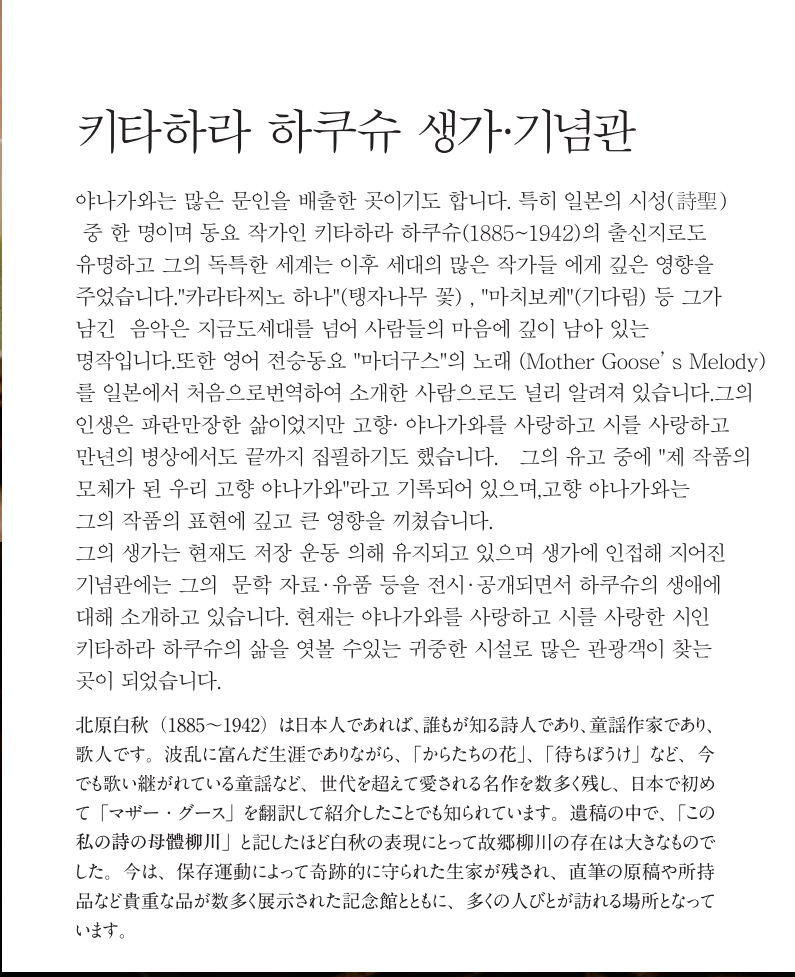 키타하라 하쿠슈 생가·기념관
야나가와는 많은 문인을 배출한 곳이기도 합니다. 특히 일본의 시성(詩聖)
중 한 명이며 동요 작가인 키타하라 하쿠슈(1885~1942)의 출신지로도
유명하고 그의 독특한 세계는 이후 세대의 많은 작가들 에게 깊은 영향을
주었습니다."카라타찌노 하나"(탱자나무 꽃) , "마치보케"(기다림) 등 그가
남긴  음악은 지금도세대를 넘어 사람들의 마음에 깊이 남아 있는
명작입니다.또한 영어 전승동요 "마더구스"의 노래 (Mother Goose’ s Melody)
를 일본에서 처음으로번역하여 소개한 사람으로도 널리 알려져 있습니다.그의
인생은 파란만장한 삶이었지만 고향· 야나가와를 사랑하고 시를 사랑하고
만년의 병상에서도 끝까지 집필하기도 했습니다.   그의 유고 중에 "제 작품의
모체가 된 우리 고향 야나가와"라고 기록되어 있으며,고향 야나가와는
그의 작품의 표현에 깊고 큰 영향을 끼쳤습니다.
그의 생가는 현재도 저장 운동 의해 유지되고 있으며 생가에 인접해 지어진
기념관에는 그의  문학 자료·유품 등을 전시·공개되면서 하쿠슈의 생애에
대해 소개하고 있습니다. 현재는 야나가와를 사랑하고 시를 사랑한 시인
키타하라 하쿠슈의 삶을 엿볼 수있는 귀중한 시설로 많은 관광객이 찾는
곳이 되었습니다.
北原白秋（1885～1942）は日本人であれば、誰もが知る詩人であり、童謡作家であり、
歌人です。波乱に富んだ生涯でありながら、「からたちの花」、「待ちぼうけ」など、今
でも歌い継がれている童謡など、世代を超えて愛される名作を数多く残し、日本で初め
て「マザー・グース」を翻訳して紹介したことでも知られています。遺稿の中で、「この
私の詩の母體柳川」と記したほど白秋の表現にとって故郷柳川の存在は大きなもので
した。今は、保存運動によって奇跡的に守られた生家が残され、直筆の原稿や所持
品など貴重な品が数多く展示された記念館とともに、多くの人びとが訪れる場所となって
います。